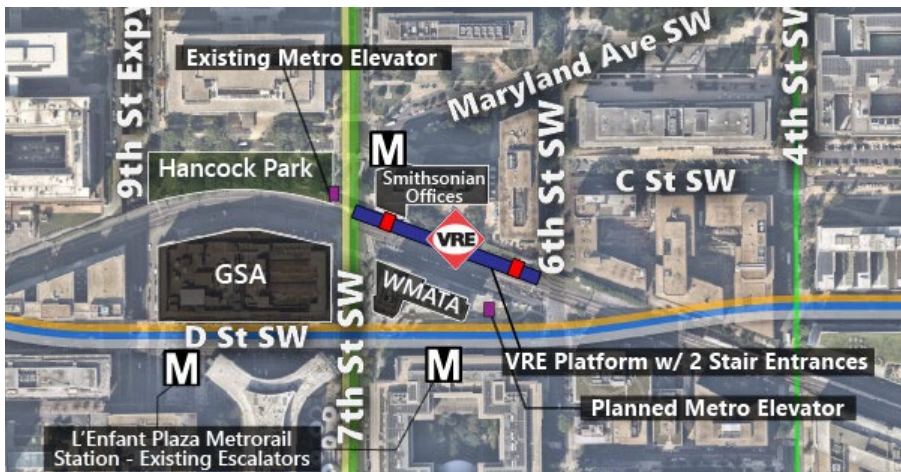 Existing Metro Elevator
Maryland Ave SW
4th St SW
9th St Expy
M
Hancock Park
Smithsonian
Offices
6th St SW
C St SW
VRE
GSA
7th St SW
WMATA
D St SW
M
M
VRE Platform w/ 2 Stair Entrances
Planned Metro Elevator
L'Enfant Plaza Metrorail
Station - Existing Escalators